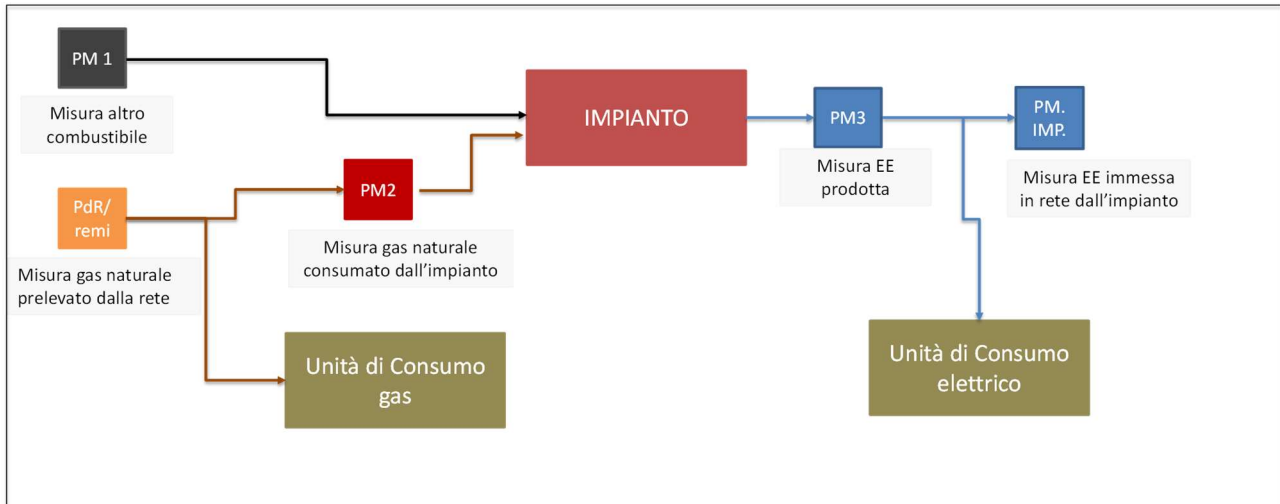 PM 1
Misura altro
combustibile
PdR/
remi
Misura gas naturale
prelevato dalla rete
PM2
Misura gas naturale
consumato dall'impianto
Unità di Consumo
gas
IMPIANTO
PM3
Misura EE
prodotta
PM.
IMP.
Misura EE immessa
in rete dall'impianto
Unità di Consumo
elettrico